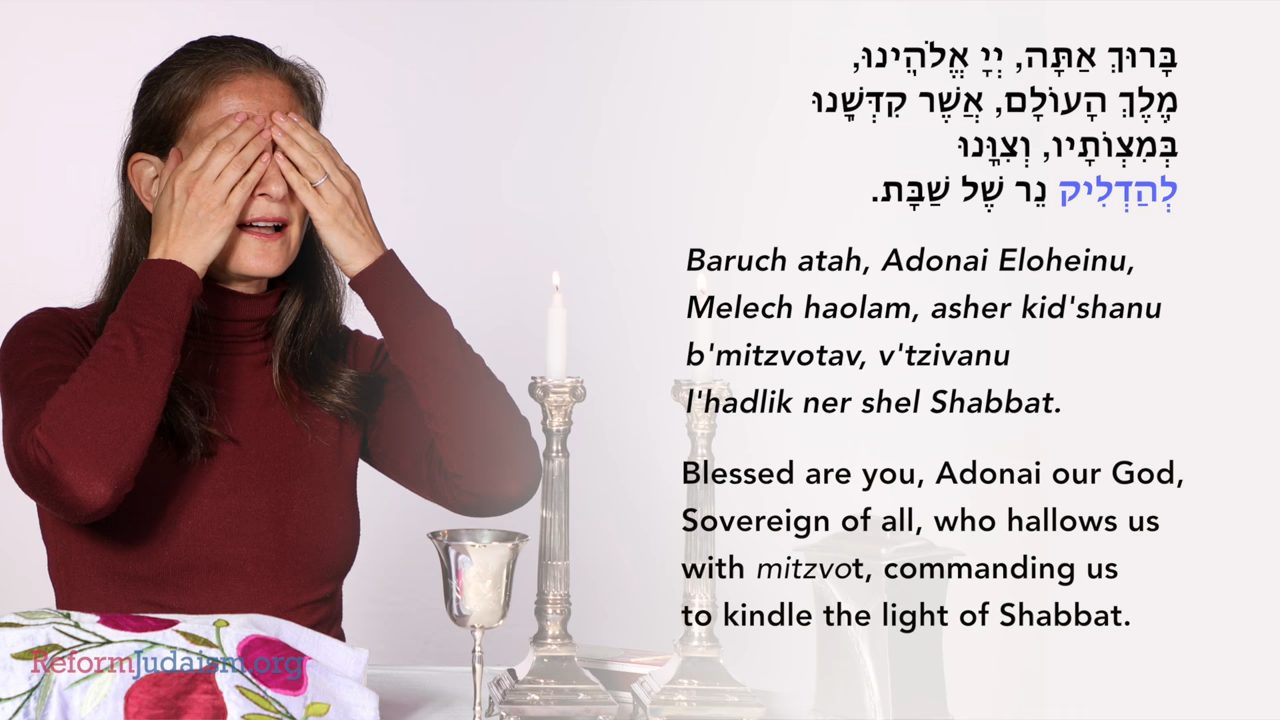 בָּרוּךְ אַתָּה, יְיָ אֱלֹהֵֽינוּ,
מֶֽלֶךְ הָעוֹלָם, אֲשֶׁר קִדְּשָֽׁנוּ
בְּמִצְוֹתָיו, וְצִוָּֽנוּ
לְהַדְלִיק נֵר שֶׁל שַׁבָּת.
Baruch atah, Adonai Eloheinu,
Melech haolam, asher kid'shanu
b'mitzvotav, v'tzivanu
l'hadlik ner shel Shabbat.
Blessed are you, Adonai our God,
Sovereign of all, who hallows us
with mitzvot, commanding us
to kindle the light of Shabbat.
ReformJudaism.org